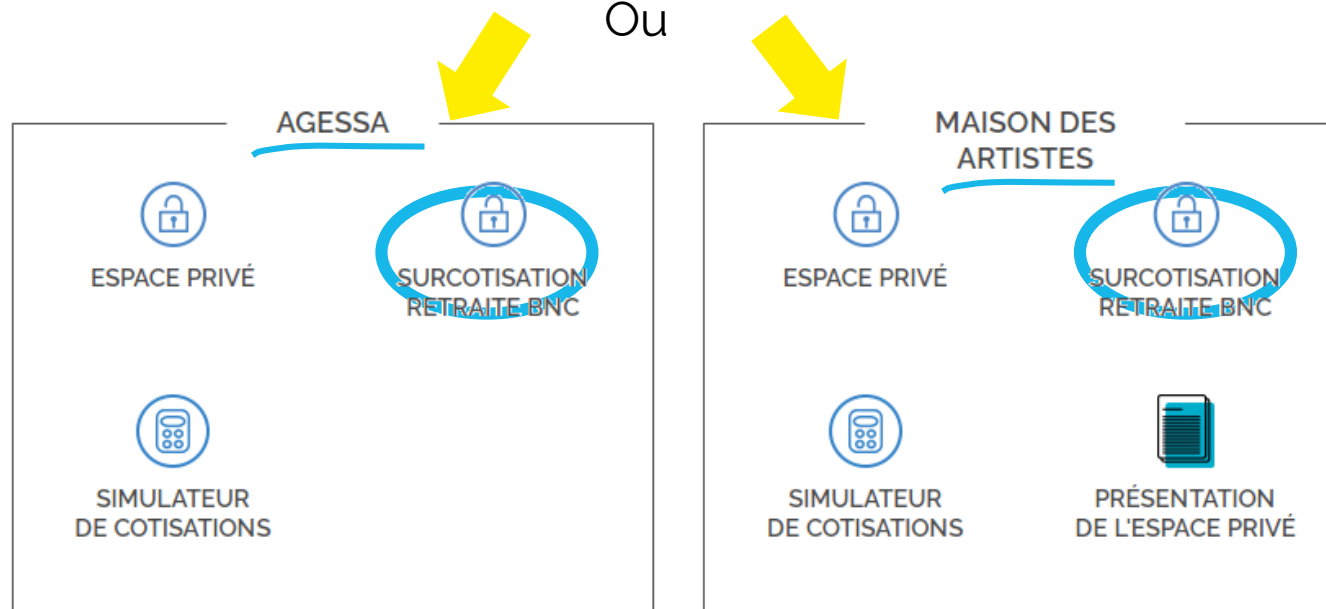 Ou
AGESSA
ESPACE PRIVÉ
SURCOTISATION
RETRAITE BNC
SIMULATEUR
DE COTISATIONS
MAISON DES
ARTISTES
ESPACE PRIVÉ
SURCOTISATION
RETRAITE BNC
SIMULATEUR
DE COTISATIONS
PRÉSENTATION
DE L'ESPACE PRIVÉ